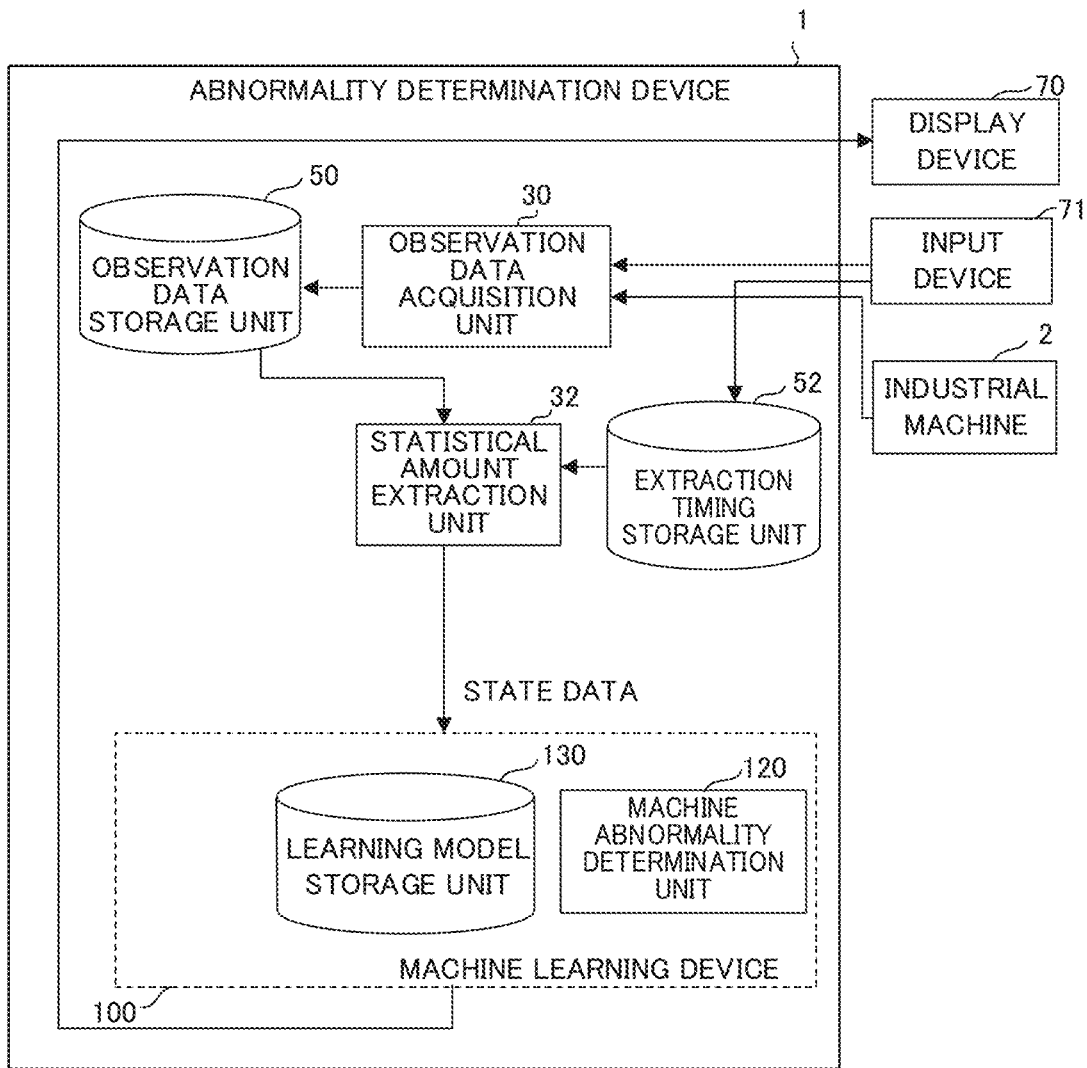 1
ABNORMALITY DETERMINATION DEVICE
70
DISPLAY
DEVICE
50
OBSERVATION
DATA
STORAGE UNIT
30
OBSERVATION
DATA
ACQUISITION
UNIT
71
INPUT
DEVICE
2
INDUSTRIAL
MACHINE
32
STATISTICAL
AMOUNT
EXTRACTION
UNIT
52
EXTRACTION
TIMING
STORAGE UNIT
STATE DATA
130
LEARNING MODEL
STORAGE UNIT
120
MACHINE
ABNORMALITY
DETERMINATION
UNIT
MACHINE LEARNING DEVICE
100